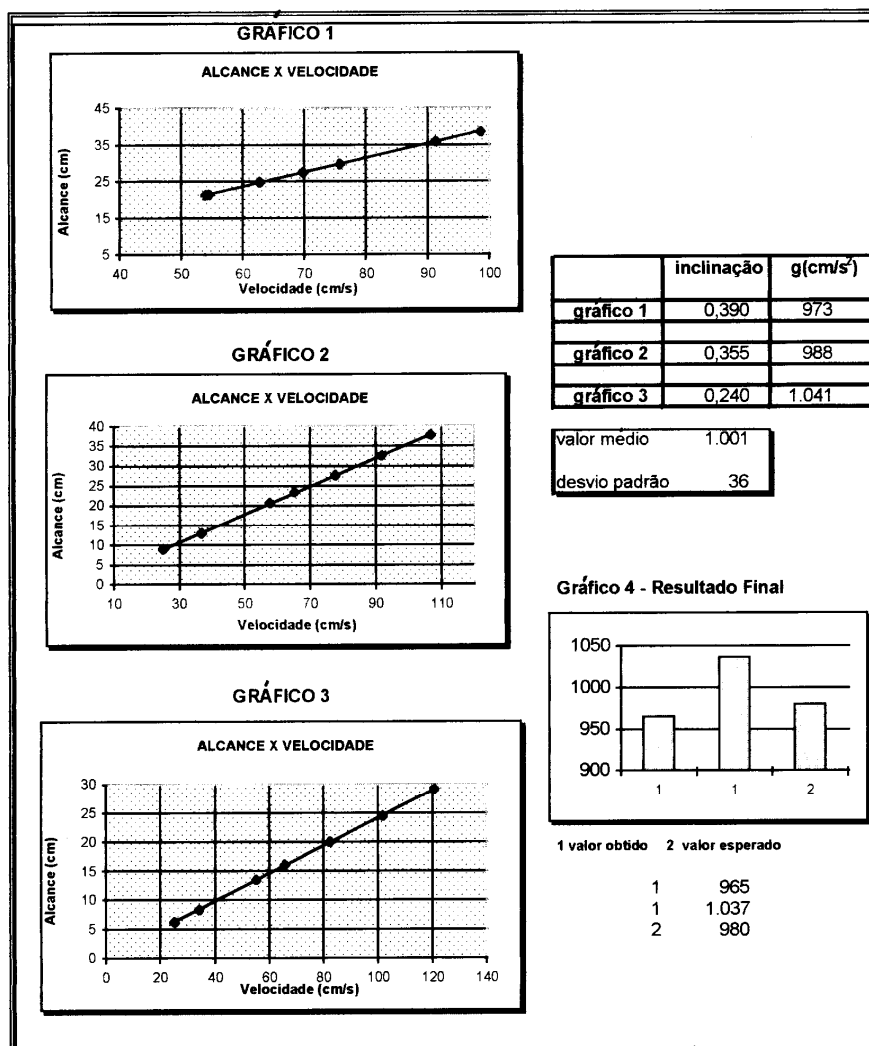 GRÁFICO 1
ALCANCE X VELOCIDADE
Alcance (cm)
45
35
25
15
5
40 50 60 70 80 90 100
Velocidade (cm/s)
GRÁFICO 2
ALCANCE X VELOCIDADE
Alcance (cm)
40
35
30
25
20
15
10
5
0
10 30 50 70 90 110
Velocidade (cm/s)
GRÁFICO 3
ALCANCE X VELOCIDADE
Alcance (cm)
30
25
20
15
10
5
0
0 20 40 60 80 100 120 140
Velocidade (cm/s)
inclinação g(cm/s²)
gráfico 1 0,390 973
gráfico 2 0,355 988
gráfico 3 0,240 1.041
valor médio 1.001
desvio padrão 36
Gráfico 4 - Resultado Final
1050
1000
950
900
1 1 2
1 valor obtido 2 valor esperado
1 965
1 1.037
2 980